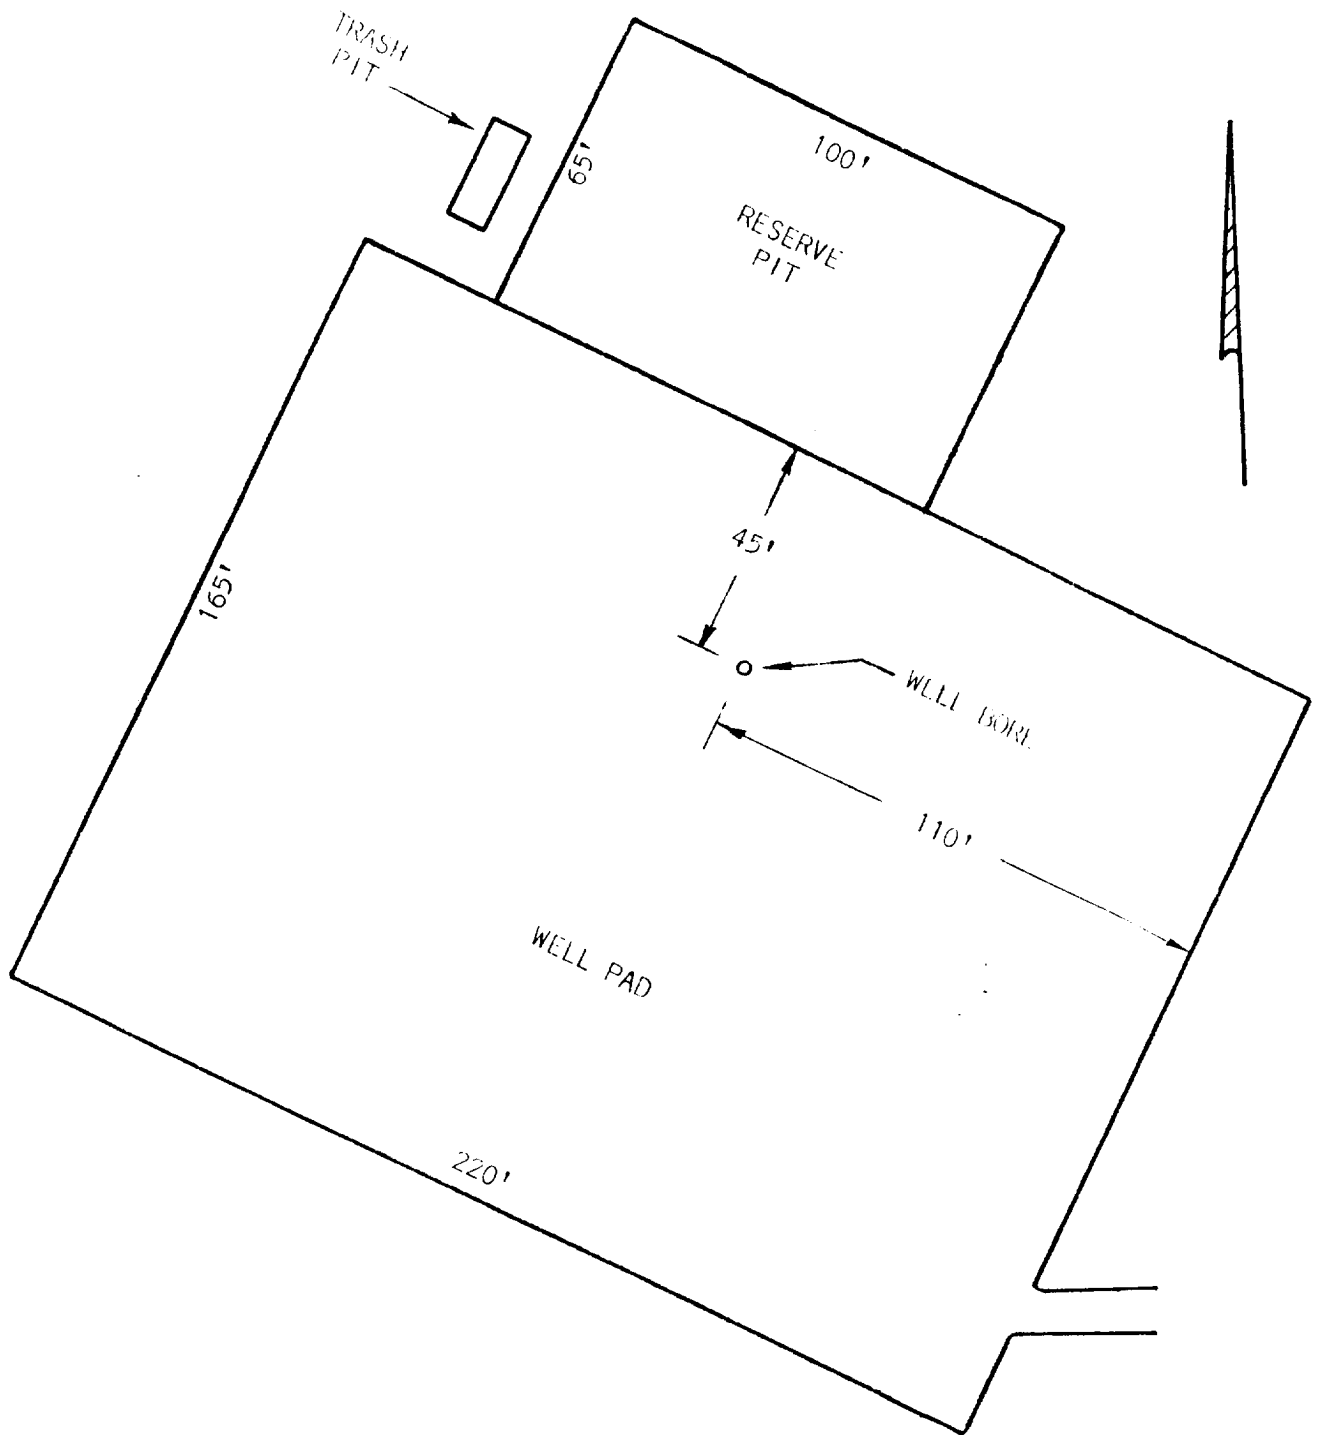 TRASH
PIT
100'
65'
RESERVE
PIT
45'
165'
WELL BORE
110'
WELL PAD
220'